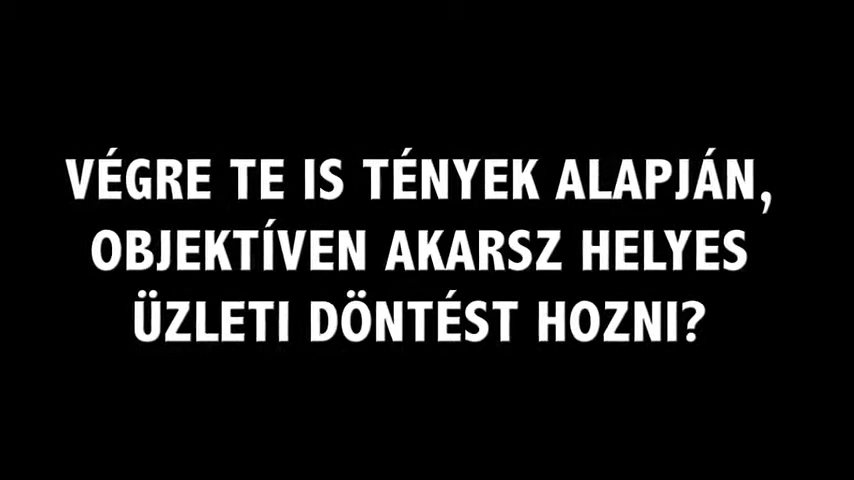 VÉGRE TE IS TÉNYEK ALAPJÁN,
OBJEKTÍVEN AKARSZ HELYES
ÜZLETI DÖNTÉST HOZNI?